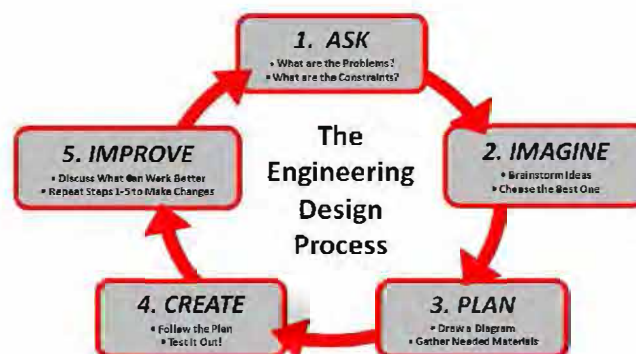 1. ASK
• What are the Problems?
• What are the Constraints?
The
Engineering
Design
Process
2. IMAGINE
• Brainstorm Ideas
• Choose the Best One
3. PLAN
• Draw a Diagram
• Gather Needed Materials
4. CREATE
• Follow the Plan
• Test It Out!
5. IMPROVE
• Discuss What Can Work Better
• Repeat Steps 1-5 to Make Changes